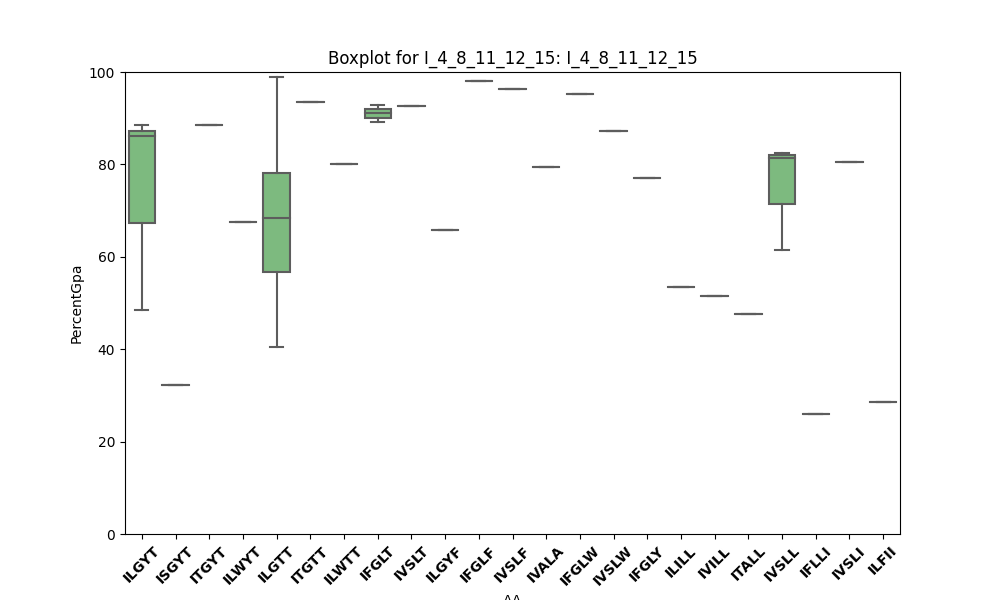 Boxplot for I_4_8_11_12_15: I_4_8_11_12_15
100
80
60
40
20
0
PercentGpa
ILGYT
ISGYT
ITGYT
ILWYT
ILGTT
ITGTT
ILWTT
IFGLT
IVSLT
ILGYF
IFGLF
IVSLF
IVALA
IFGLW
IVSLW
IFGLY
ILILL
IVILL
ITALL
IVSLL
IFLLI
IVSLI
ILFII
AA